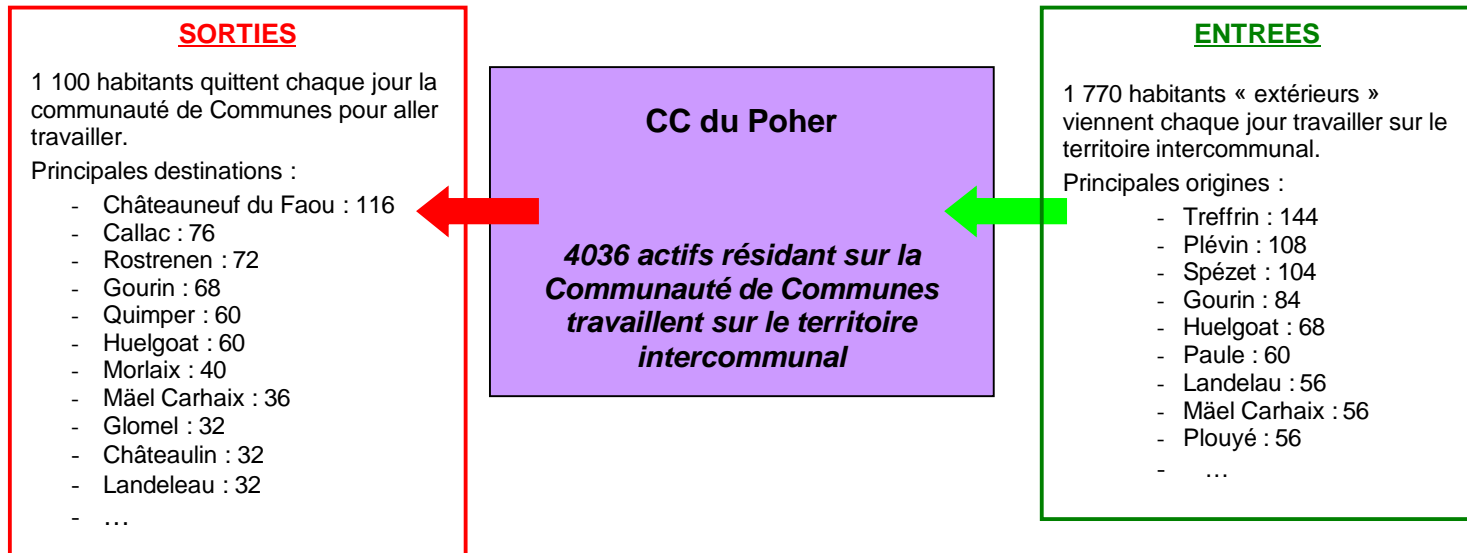 SORTIES
1 100 habitants quittent chaque jour la
communauté de Communes pour aller
travailler.
Principales destinations :
- Châteauneuf du Faou : 116
- Callac : 76
- Rostrenen : 72
- Gourin : 68
- Quimper : 60
- Huelgoat : 60
- Morlaix : 40
- Mäel Carhaix : 36
- Glomel : 32
- Châteaulin : 32
- Landeleau : 32
- …
CC du Poher
4036 actifs résidant sur la
Communauté de Communes
travaillent sur le territoire
intercommunal
ENTREES
1 770 habitants « extérieurs »
viennent chaque jour travailler sur le
territoire intercommunal.
Principales origines :
- Treffrin : 144
- Plévin : 108
- Spézet : 104
- Gourin : 84
- Huelgoat : 68
- Paule : 60
- Landelau : 56
- Mäel Carhaix : 56
- Plouyé : 56
- …